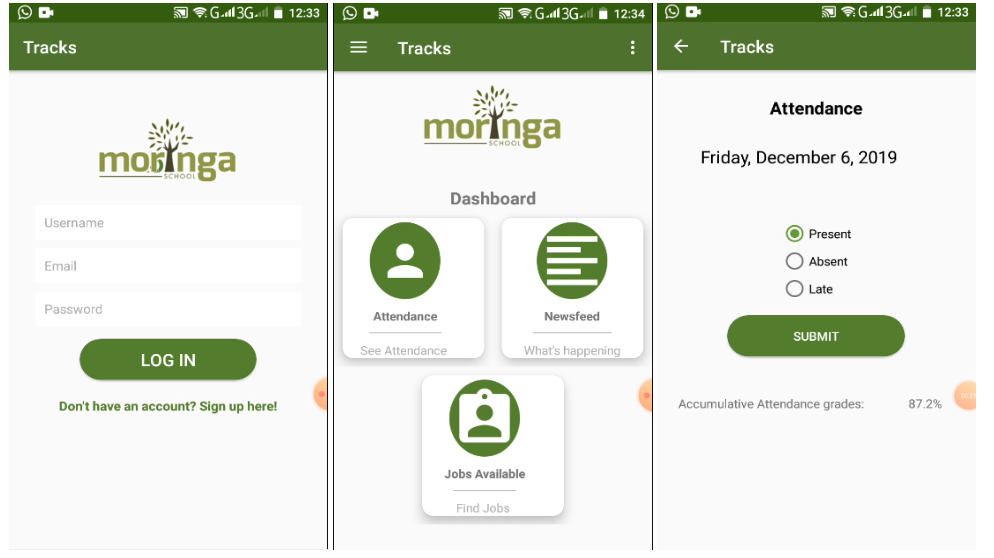 G 3G 12:33
Tracks
moringa
SCHOOL
Username
Email
Password
LOG IN
Don't have an account? Sign up here!
G 3G 12:34
Tracks
moringa
SCHOOL
Dashboard
Attendance
See Attendance
Newsfeed
What's happening
Jobs Available
Find Jobs
G 3G 12:33
Tracks
Attendance
Friday, December 6, 2019
Present
Absent
Late
SUBMIT
Accumulative Attendance grades: 87.2%